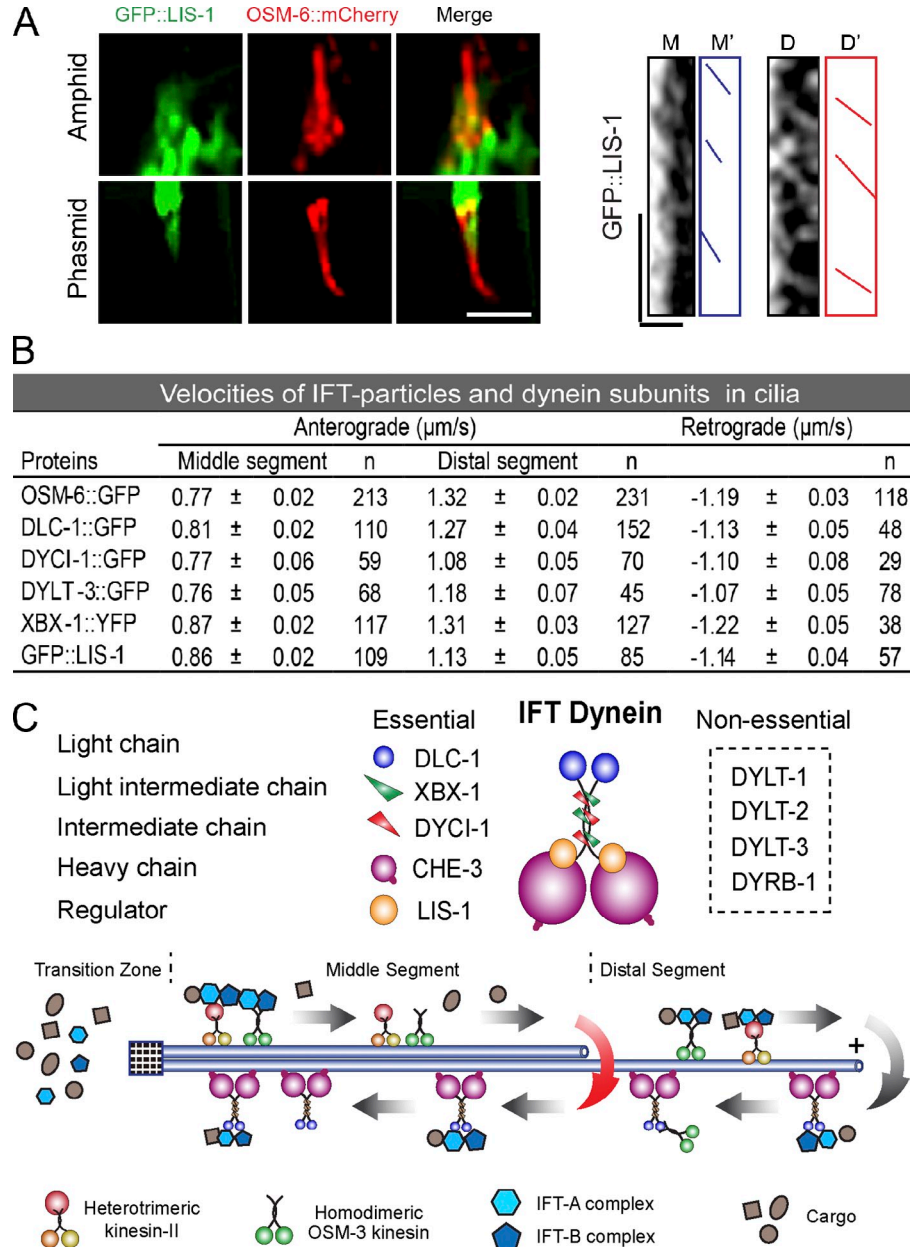 A
GFP::LIS-1 OSM-6::mCherry Merge
Amphid
Phasmid
M M' D D'
GFP::LIS-1
B
Velocities of IFT-particles and dynein subunits in cilia
Anterograde (µm/s) Retrograde (µm/s)
Proteins Middle segment n Distal segment n n
OSM-6::GFP 0.77 ± 0.02 213 1.32 ± 0.02 231 -1.19 ± 0.03 118
DLC-1::GFP 0.81 ± 0.02 110 1.27 ± 0.04 152 -1.13 ± 0.05 48
DYCI-1::GFP 0.77 ± 0.06 59 1.08 ± 0.05 70 -1.10 ± 0.08 29
DYLT-3::GFP 0.76 ± 0.05 68 1.18 ± 0.07 45 -1.07 ± 0.05 78
XBX-1::YFP 0.87 ± 0.02 117 1.31 ± 0.03 127 -1.22 ± 0.05 38
GFP::LIS-1 0.86 ± 0.02 109 1.13 ± 0.05 85 -1.14 ± 0.04 57
C
Essential IFT Dynein Non-essential
Light chain DLC-1
Light intermediate chain XBX-1
Intermediate chain DYCI-1
Heavy chain CHE-3
Regulator LIS-1
DYLT-1
DYLT-2
DYLT-3
DYRB-1
Transition Zone Middle Segment Distal Segment
+
Heterotrimeric
kinesin-II
Homodimeric
OSM-3 kinesin
IFT-A complex
IFT-B complex
Cargo